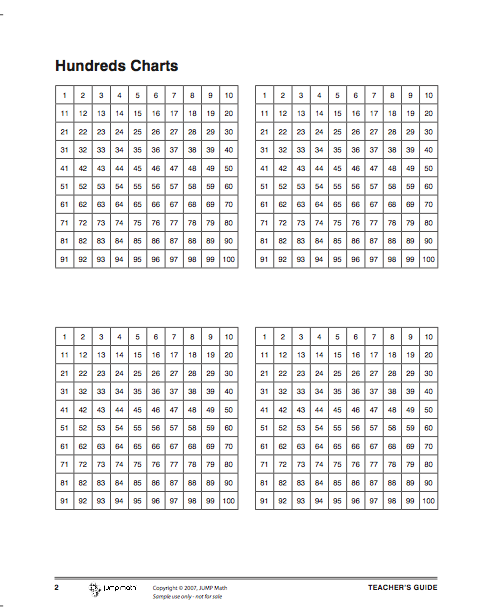 Hundreds Charts
1 2 3 4 5 6 7 8 9 10
11 12 13 14 15 16 17 18 19 20
21 22 23 24 25 26 27 28 29 30
31 32 33 34 35 36 37 38 39 40
41 42 43 44 45 46 47 48 49 50
51 52 53 54 55 56 57 58 59 60
61 62 63 64 65 66 67 68 69 70
71 72 73 74 75 76 77 78 79 80
81 82 83 84 85 86 87 88 89 90
91 92 93 94 95 96 97 98 99 100
1 2 3 4 5 6 7 8 9 10
11 12 13 14 15 16 17 18 19 20
21 22 23 24 25 26 27 28 29 30
31 32 33 34 35 36 37 38 39 40
41 42 43 44 45 46 47 48 49 50
51 52 53 54 55 56 57 58 59 60
61 62 63 64 65 66 67 68 69 70
71 72 73 74 75 76 77 78 79 80
81 82 83 84 85 86 87 88 89 90
91 92 93 94 95 96 97 98 99 100
1 2 3 4 5 6 7 8 9 10
11 12 13 14 15 16 17 18 19 20
21 22 23 24 25 26 27 28 29 30
31 32 33 34 35 36 37 38 39 40
41 42 43 44 45 46 47 48 49 50
51 52 53 54 55 56 57 58 59 60
61 62 63 64 65 66 67 68 69 70
71 72 73 74 75 76 77 78 79 80
81 82 83 84 85 86 87 88 89 90
91 92 93 94 95 96 97 98 99 100
1 2 3 4 5 6 7 8 9 10
11 12 13 14 15 16 17 18 19 20
21 22 23 24 25 26 27 28 29 30
31 32 33 34 35 36 37 38 39 40
41 42 43 44 45 46 47 48 49 50
51 52 53 54 55 56 57 58 59 60
61 62 63 64 65 66 67 68 69 70
71 72 73 74 75 76 77 78 79 80
81 82 83 84 85 86 87 88 89 90
91 92 93 94 95 96 97 98 99 100
2 jump math Copyright © 2007, JUMP Math TEACHER'S GUIDE
Sample use only - not for sale